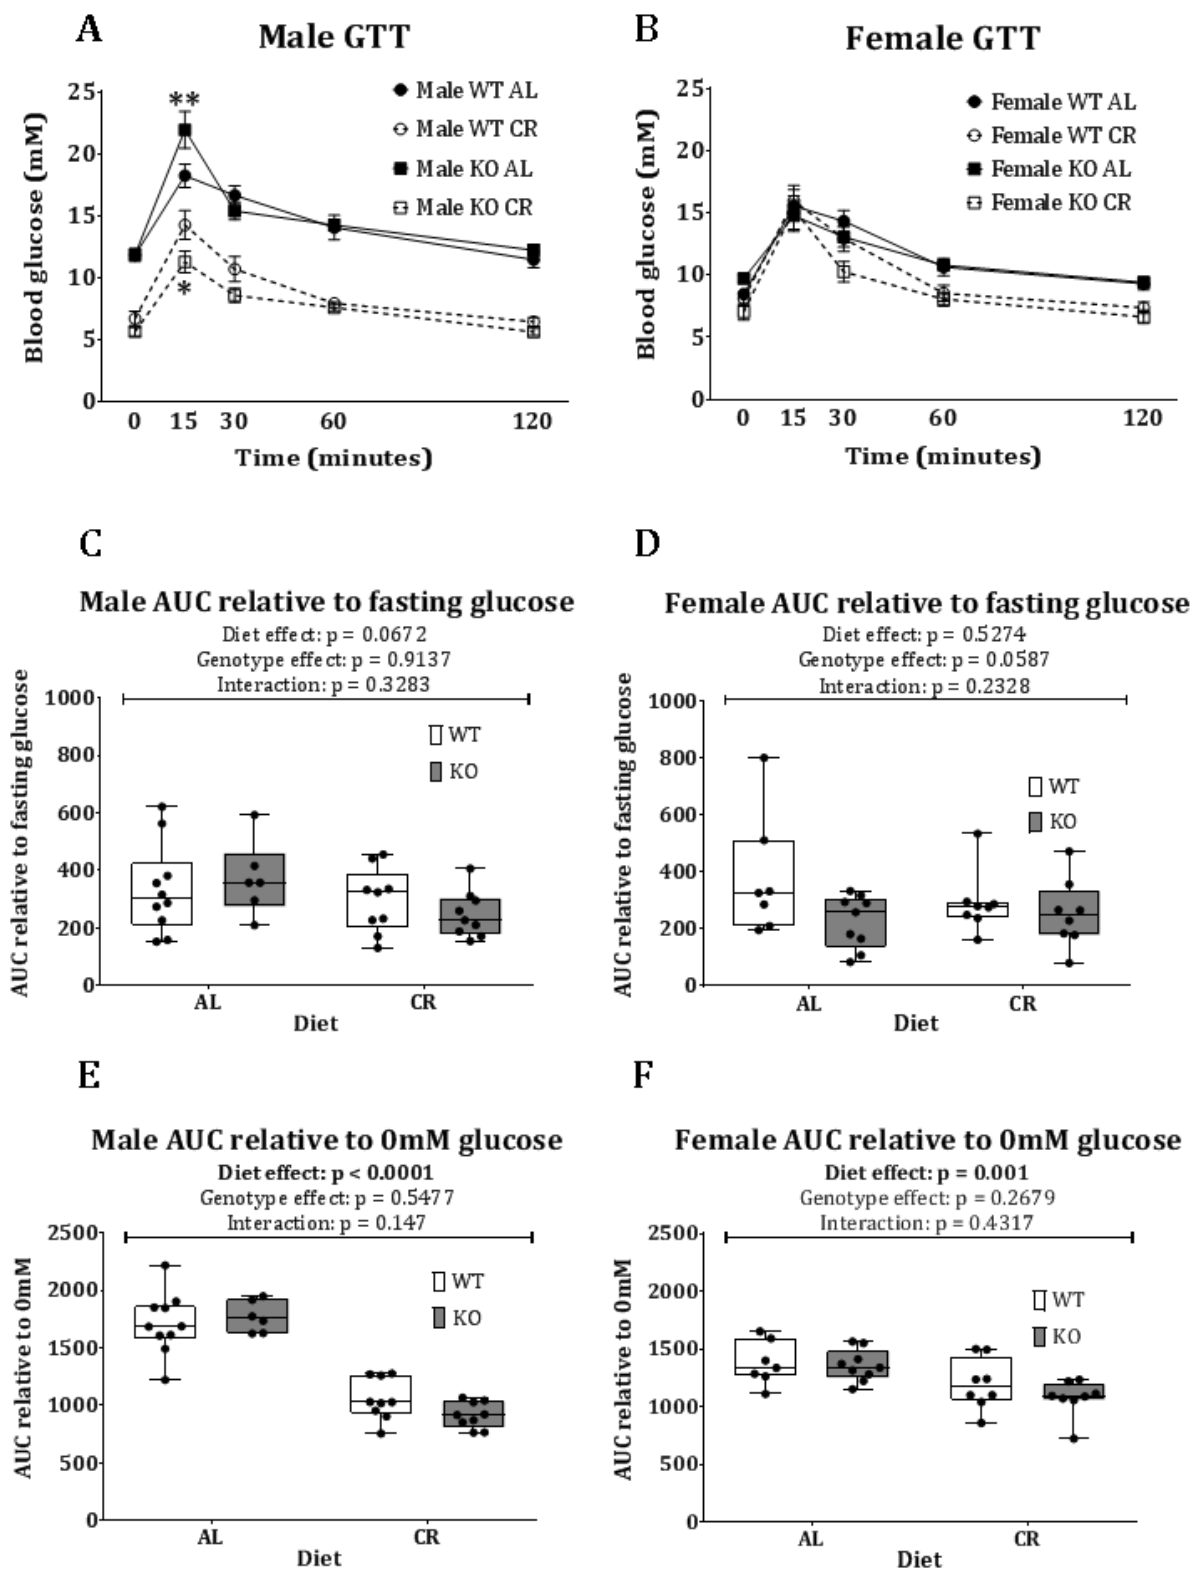 A
Male GTT
25
20
15
10
5
0
Blood glucose (mM)
**
*
Male WT AL
Male WT CR
Male KO AL
Male KO CR
0 15 30 60 120
Time (minutes)
B
Female GTT
25
20
15
10
5
0
Blood glucose (mM)
Female WT AL
Female WT CR
Female KO AL
Female KO CR
0 15 30 60 120
Time (minutes)
C
Male AUC relative to fasting glucose
Diet effect: p = 0.0672
Genotype effect: p = 0.9137
Interaction: p = 0.3283
1000
800
600
400
200
0
AUC relative to fasting glucose
WT
KO
AL CR
Diet
D
Female AUC relative to fasting glucose
Diet effect: p = 0.5274
Genotype effect: p = 0.0587
Interaction: p = 0.2328
1000
800
600
400
200
0
AUC relative to fasting glucose
WT
KO
AL CR
Diet
E
Male AUC relative to 0mM glucose
Diet effect: p < 0.0001
Genotype effect: p = 0.5477
Interaction: p = 0.147
2500
2000
1500
1000
500
0
AUC relative to 0mM
WT
KO
AL CR
Diet
F
Female AUC relative to 0mM glucose
Diet effect: p = 0.001
Genotype effect: p = 0.2679
Interaction: p = 0.4317
2500
2000
1500
1000
500
0
AUC relative to 0mM
WT
KO
AL CR
Diet